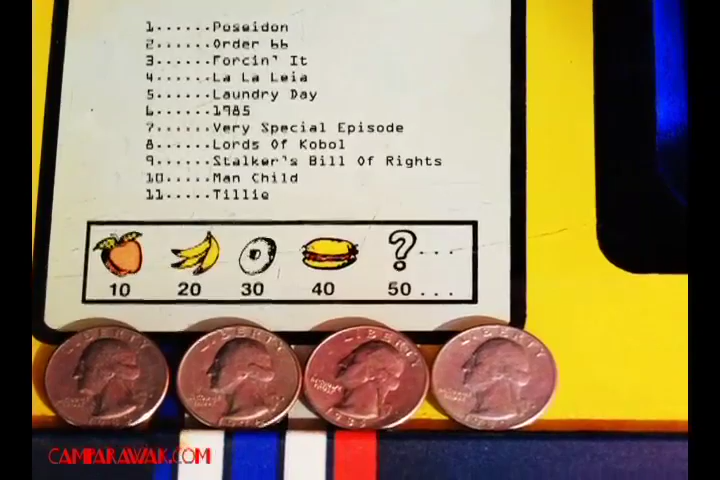 1......Poseidon
2......Order 66
3......Forcin' It
4......La La Leia
5......Laundry Day
6......1985
7......Very Special Episode
8......Lords Of Kobol
9......Stalker's Bill Of Rights
10.....Man Child
11.....Tillie
10 20 30 40 50...
?...
LIBERTY LIBERTY LIBERTY LIBERTY
CAMPARAWAK.COM